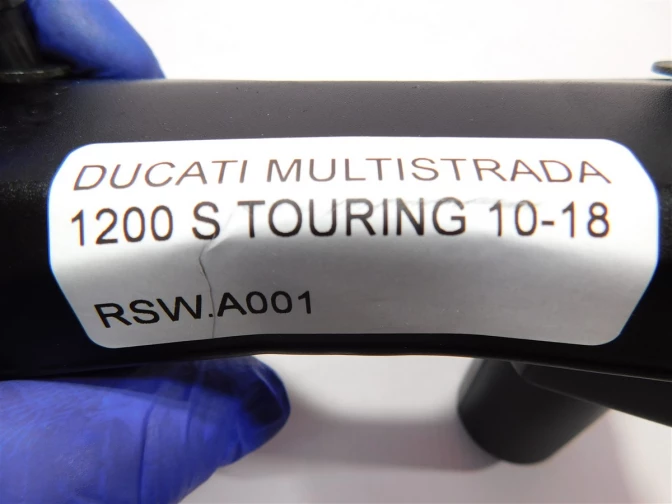 DUCATI MULTISTRADA
1200 S TOURING 10-18
RSW.A001